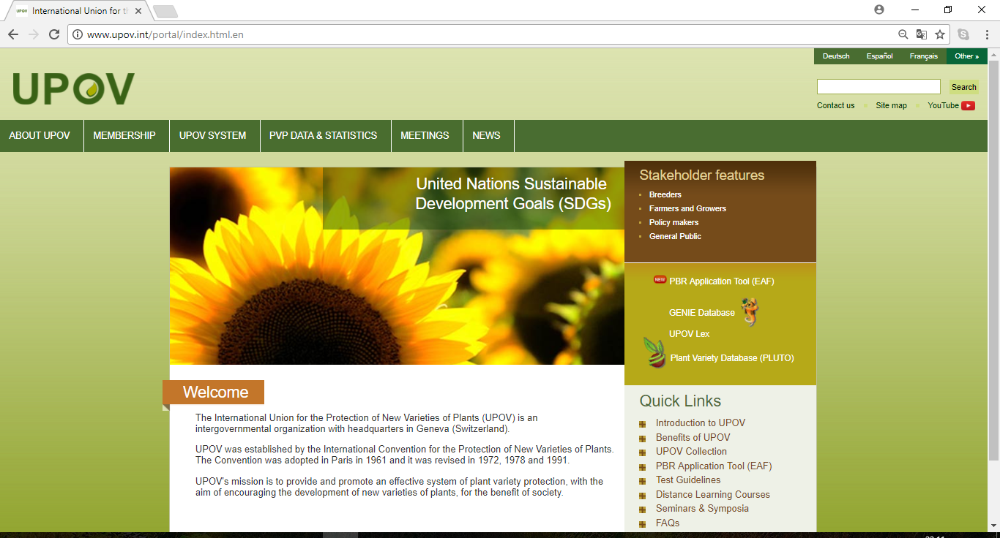 UPOV International Union for th
www.upov.int/portal/index.html.en
Deutsch Español Français Other »
UPOV
Search
Contact us Site map YouTube
ABOUT UPOV MEMBERSHIP UPOV SYSTEM PVP DATA & STATISTICS MEETINGS NEWS
United Nations Sustainable
Development Goals (SDGs)
Welcome
The International Union for the Protection of New Varieties of Plants (UPOV) is an
intergovernmental organization with headquarters in Geneva (Switzerland).
UPOV was established by the International Convention for the Protection of New Varieties of Plants.
The Convention was adopted in Paris in 1961 and it was revised in 1972, 1978 and 1991.
UPOV's mission is to provide and promote an effective system of plant variety protection, with the
aim of encouraging the development of new varieties of plants, for the benefit of society.
Stakeholder features
Breeders
Farmers and Growers
Policy makers
General Public
NEW PBR Application Tool (EAF)
GENIE Database
UPOV Lex
Plant Variety Database (PLUTO)
Quick Links
Introduction to UPOV
Benefits of UPOV
UPOV Collection
PBR Application Tool (EAF)
Test Guidelines
Distance Learning Courses
Seminars & Symposia
FAQs